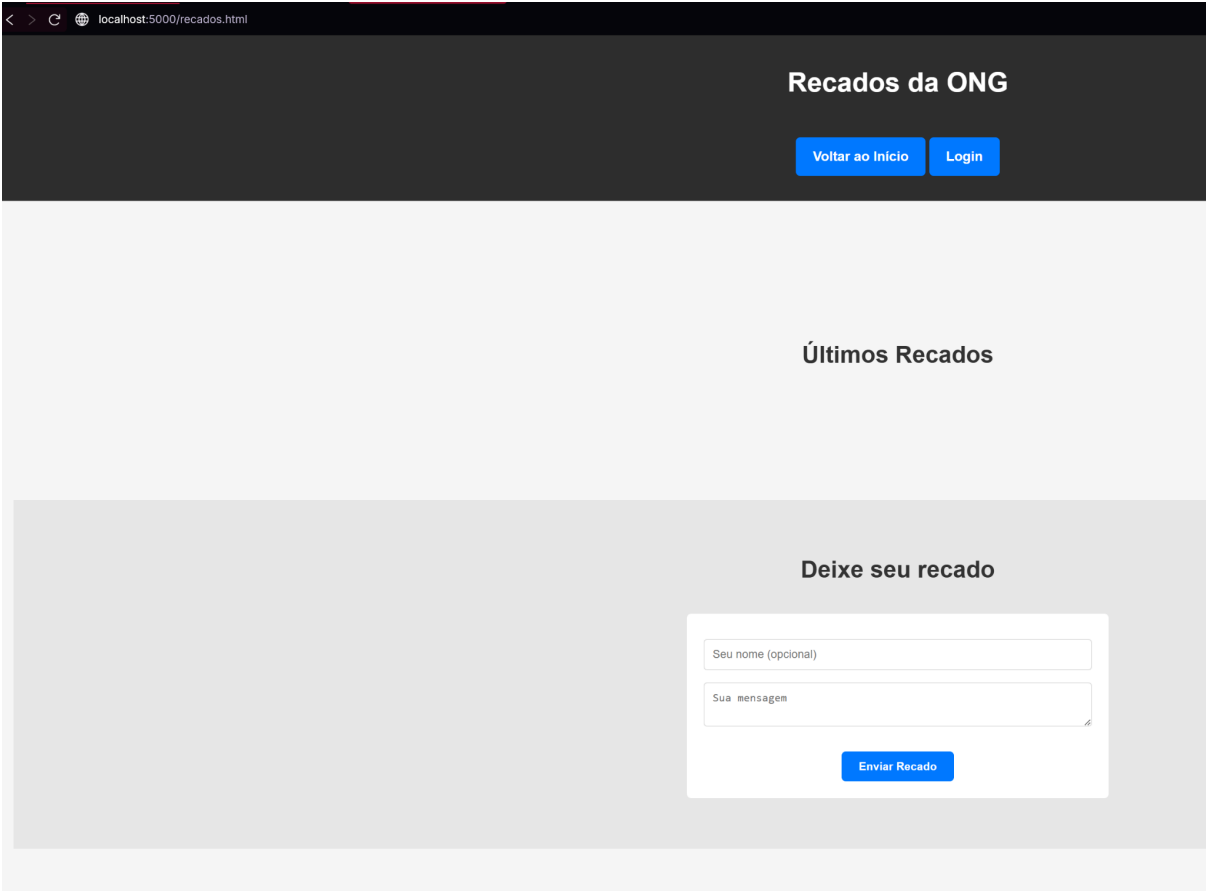 localhost:5000/recados.html
Recados da ONG
Voltar ao Início Login
Últimos Recados
Deixe seu recado
Seu nome (opcional)
Sua mensagem
Enviar Recado